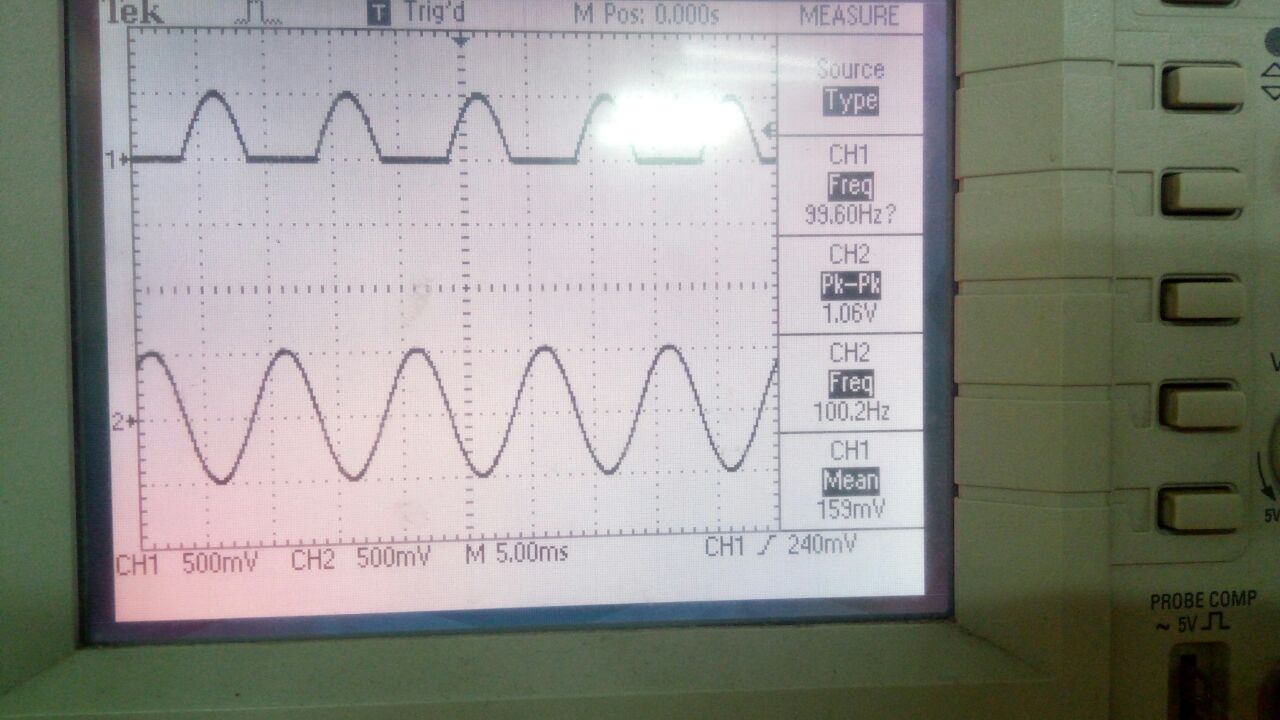 Tek T Trig'd M Pos: 0.000s MEASURE
Source
Type
CH1
Freq
99.60Hz?
CH2
Pk-Pk
1.06V
CH2
Freq
100.2Hz
CH1
Mean
159mV
1
2
CH1 500mV CH2 500mV M 5.00ms CH1 240mV
PROBE COMP
~ 5V
5V